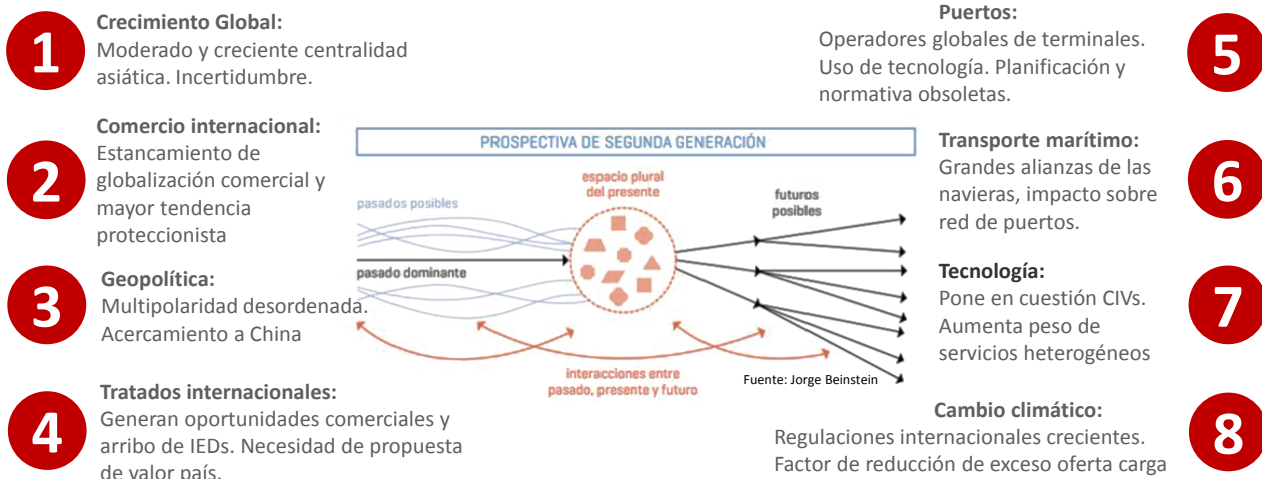 1
Crecimiento Global:
Moderado y creciente centralidad
asiática. Incertidumbre.
2
Comercio internacional:
Estancamiento de
globalización comercial y
mayor tendencia
proteccionista
3
Geopolítica:
Multipolaridad desordenada.
Acercamiento a China
4
Tratados internacionales:
Generan oportunidades comerciales y
arribo de IEDs. Necesidad de propuesta
de valor país.
PROSPECTIVA DE SEGUNDA GENERACIÓN
pasados posibles
pasado dominante
espacio plural
del presente
futuros
posibles
interacciones entre
pasado, presente y futuro
Fuente: Jorge Beinstein
Puertos:
Operadores globales de terminales.
Uso de tecnología. Planificación y
normativa obsoletas.
5
Transporte marítimo:
Grandes alianzas de las
navieras, impacto sobre
red de puertos.
6
Tecnología:
Pone en cuestión CIVs.
Aumenta peso de
servicios heterogéneos
7
Cambio climático:
Regulaciones internacionales crecientes.
Factor de reducción de exceso oferta carga
8